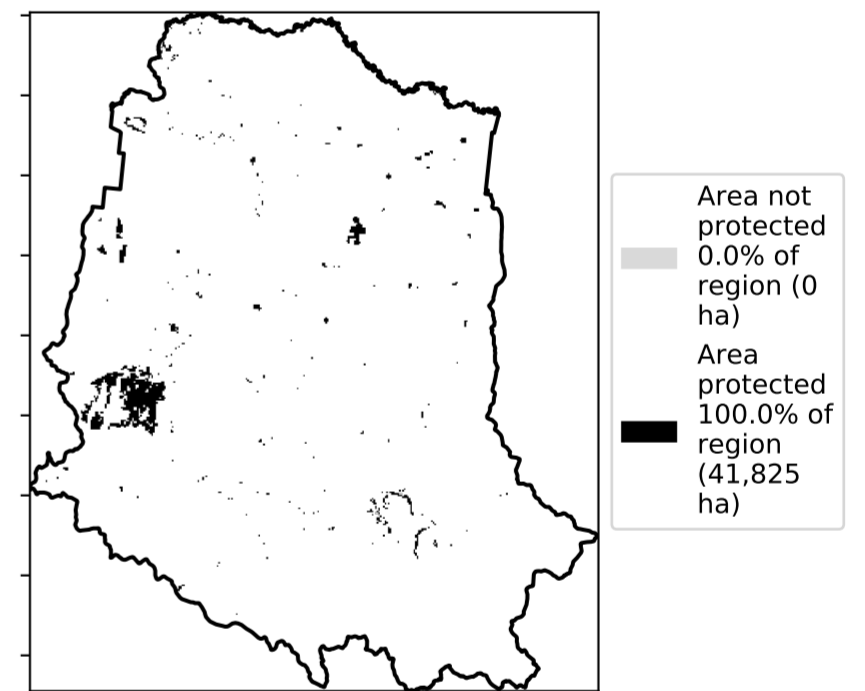 Area not
protected
0.0% of
region (0
ha)
Area
protected
100.0% of
region
(41,825
ha)